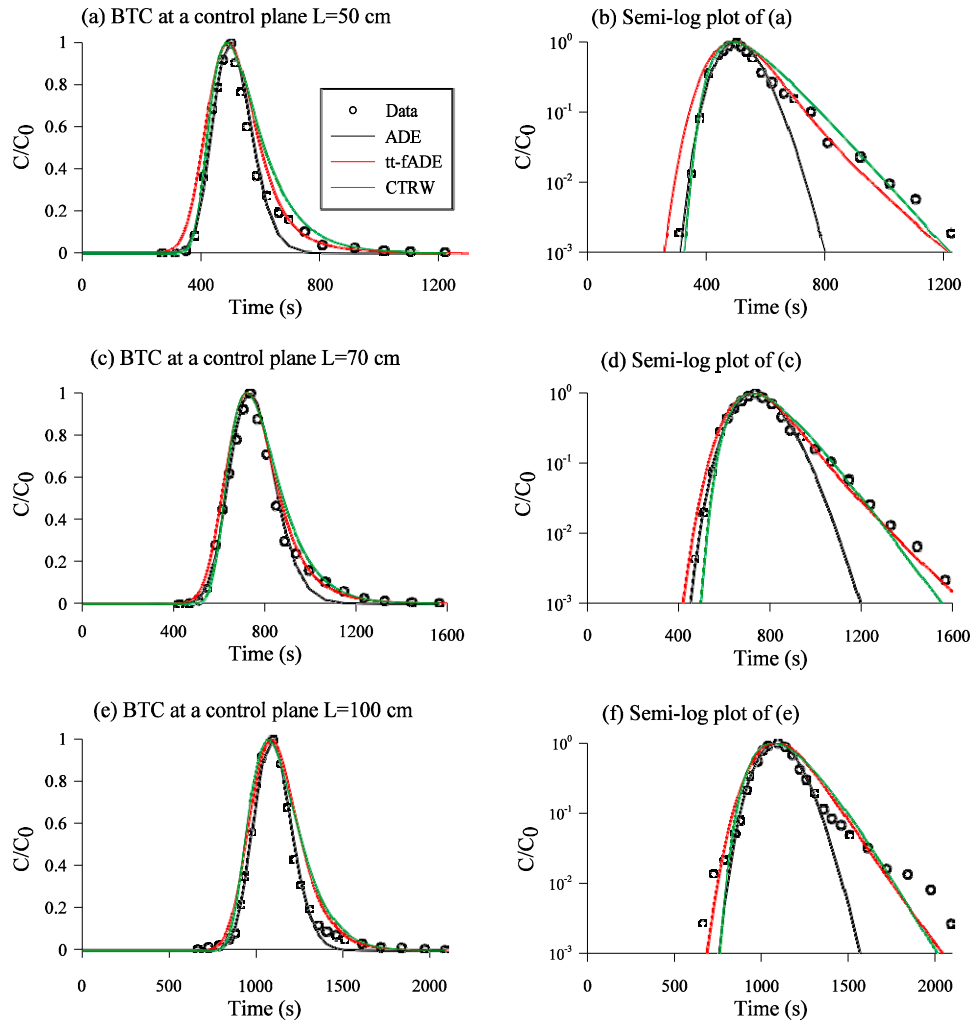 (a) BTC at a control plane L=50 cm
1
0.8
0.6
0.4
0.2
0
C/C0
0 400 800 1200
Time (s)
Data
ADE
tt-fADE
CTRW
(b) Semi-log plot of (a)
10^0
10^-1
10^-2
10^-3
C/C0
0 400 800 1200
Time (s)
(c) BTC at a control plane L=70 cm
1
0.8
0.6
0.4
0.2
0
C/C0
0 400 800 1200 1600
Time (s)
(d) Semi-log plot of (c)
10^0
10^-1
10^-2
10^-3
C/C0
0 400 800 1200 1600
Time (s)
(e) BTC at a control plane L=100 cm
1
0.8
0.6
0.4
0.2
0
C/C0
0 500 1000 1500 2000
Time (s)
(f) Semi-log plot of (e)
10^0
10^-1
10^-2
10^-3
C/C0
0 500 1000 1500 2000
Time (s)